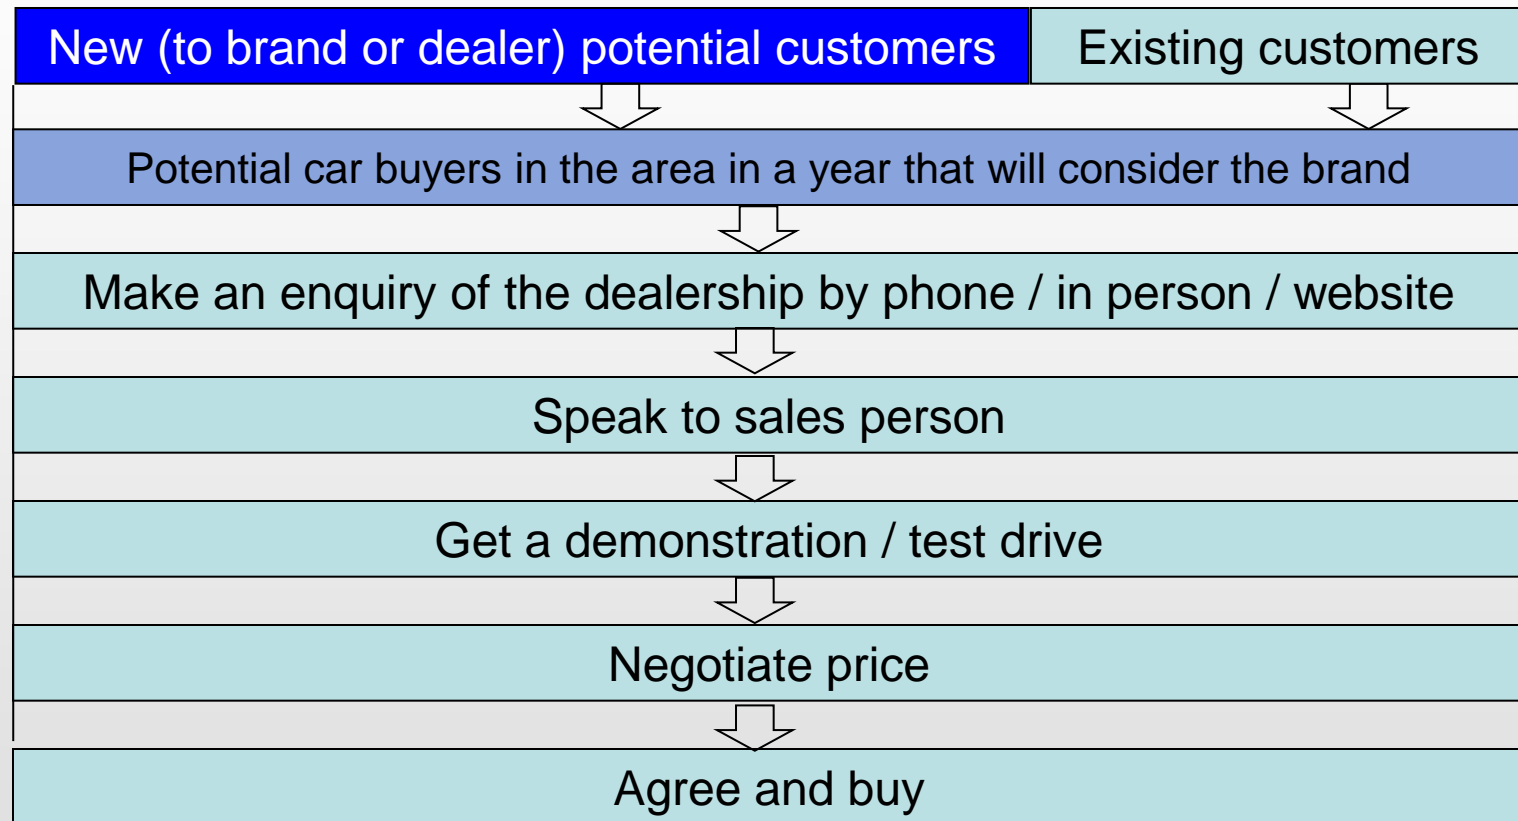 New (to brand or dealer) potential customers
Existing customers
Potential car buyers in the area in a year that will consider the brand
Make an enquiry of the dealership by phone / in person / website
Speak to sales person
Get a demonstration / test drive
Negotiate price
Agree and buy